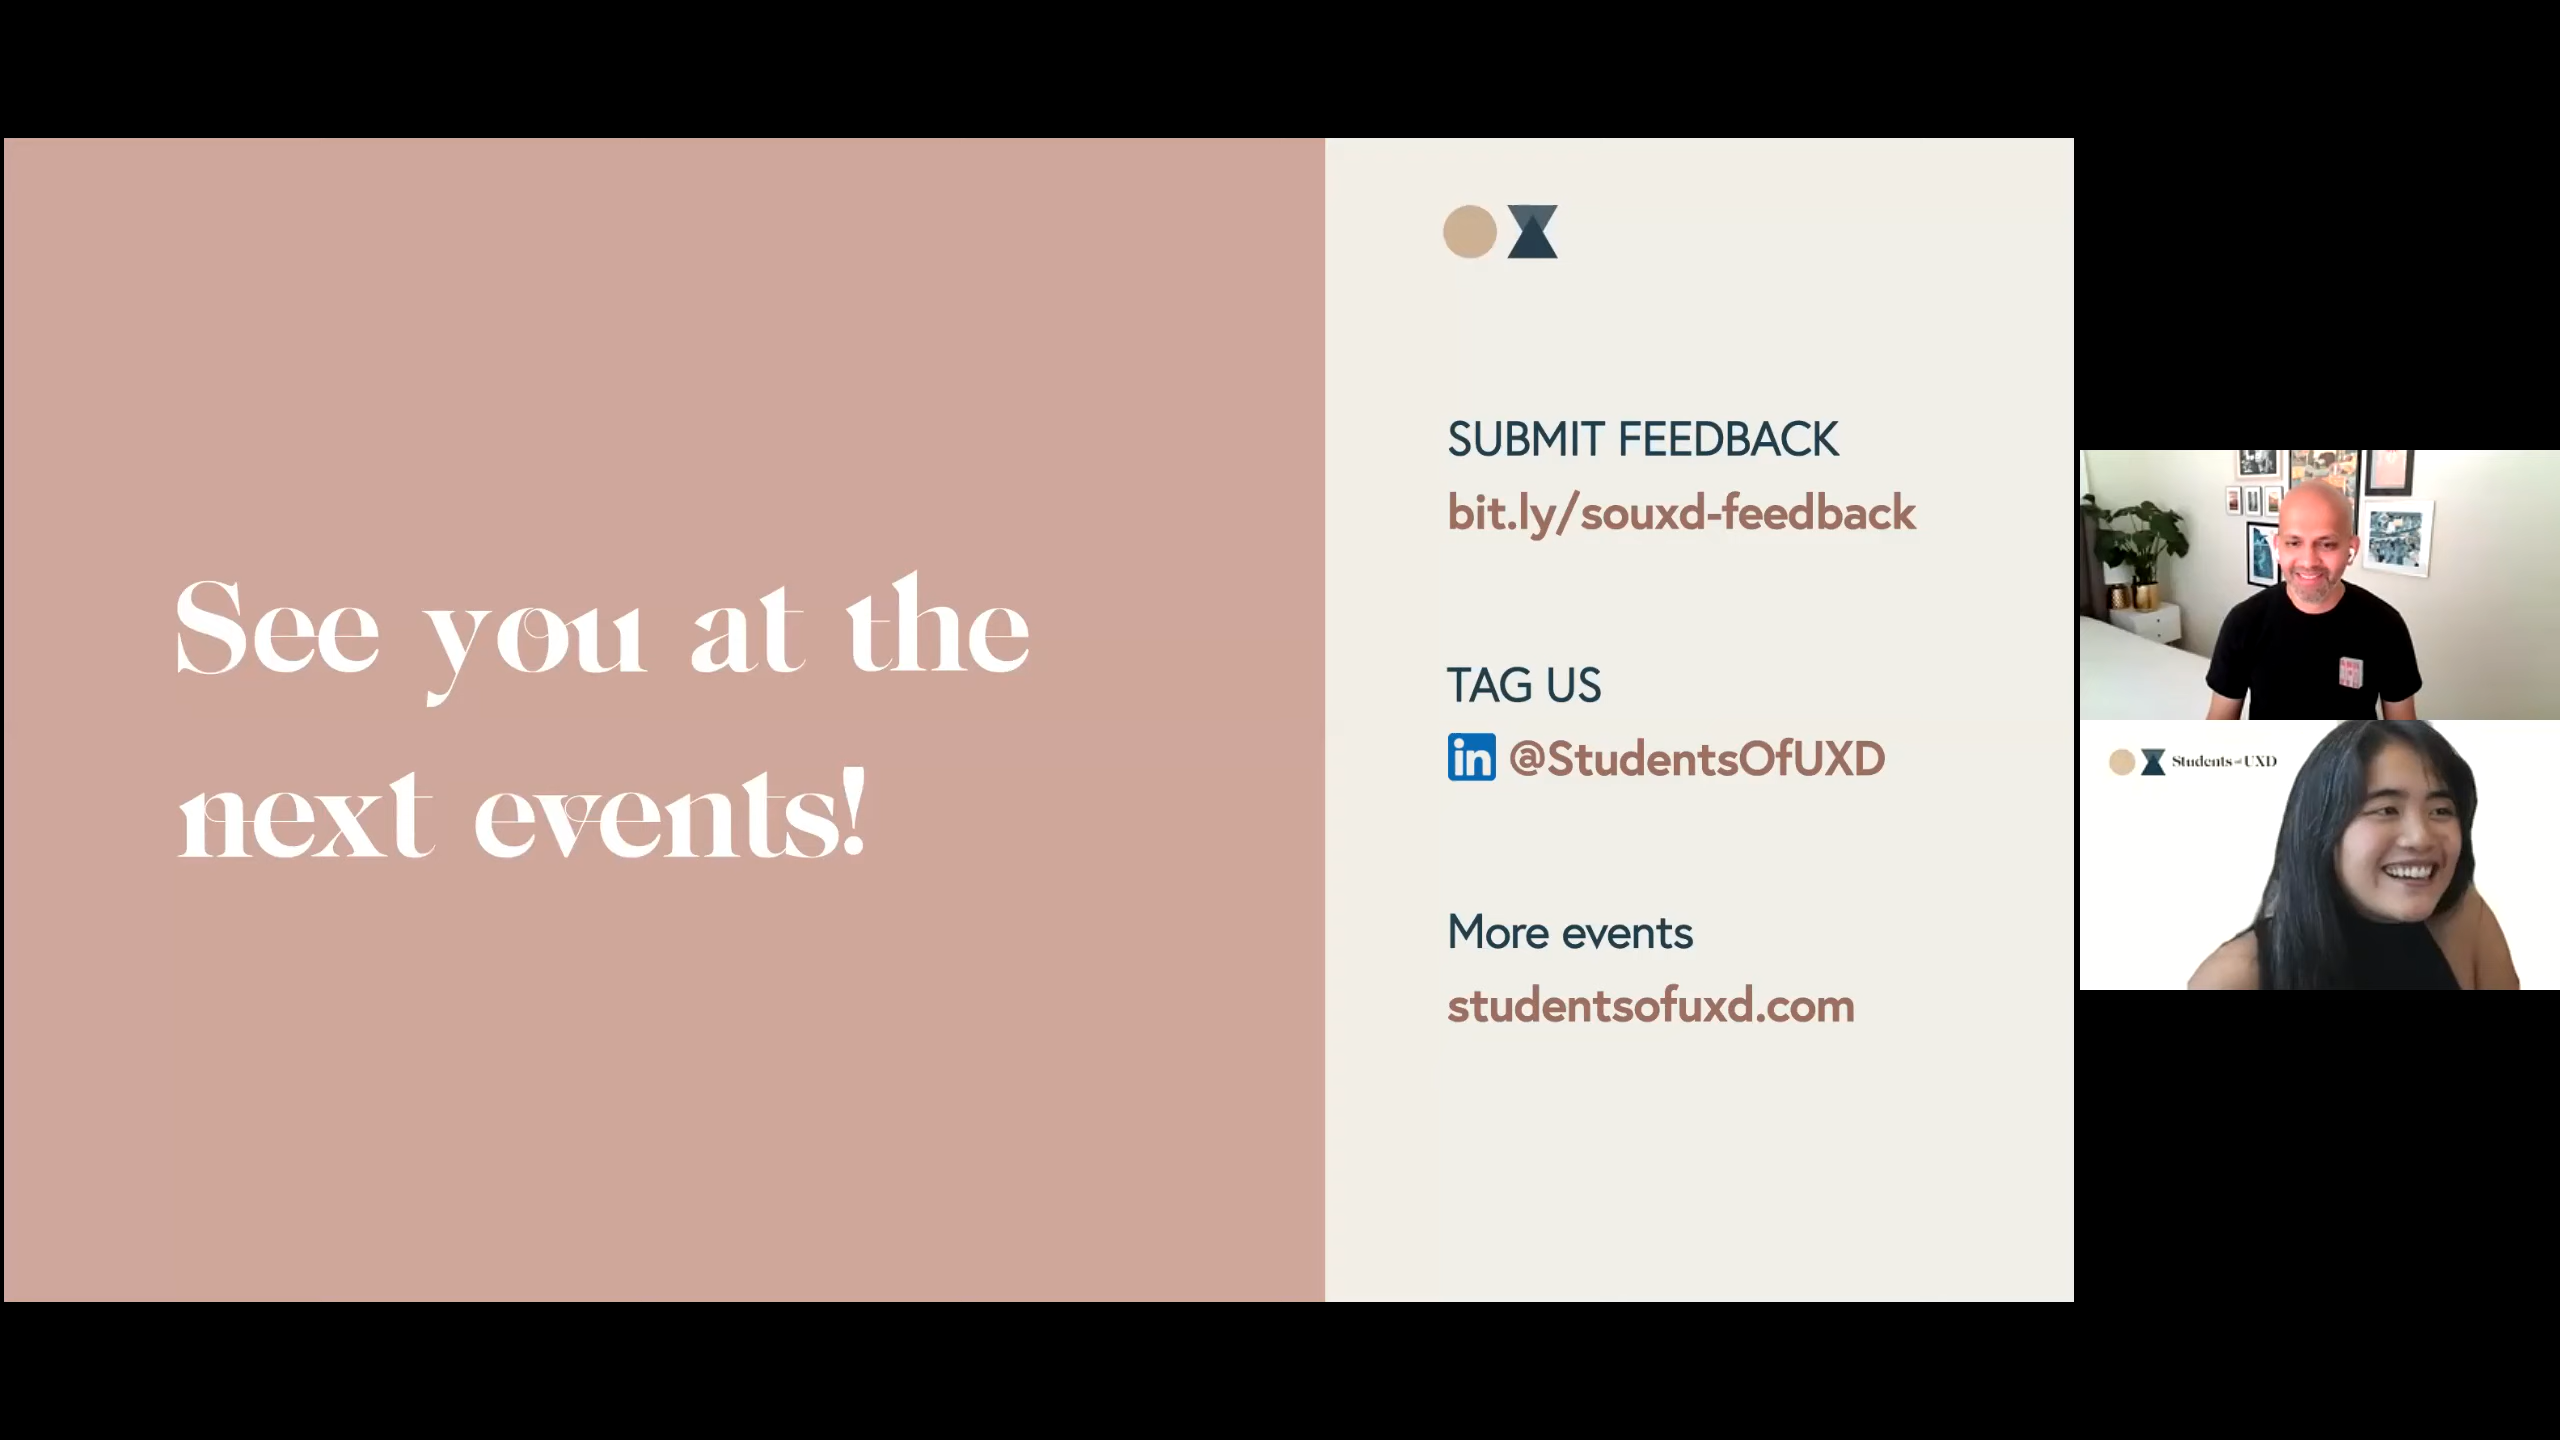 See you at the
next events!
SUBMIT FEEDBACK
bit.ly/souxd-feedback
TAG US
in @StudentsOfUXD
More events
studentsofuxd.com
Students of UXD